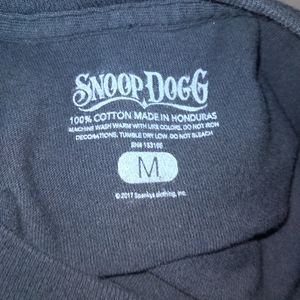 SNOOP DOGG
100% COTTON MADE IN HONDURAS
MACHINE WASH WARM WITH LIKE COLORS. DO NOT IRON
DECORATIONS. TUMBLE DRY LOW. DO NOT BLEACH
M
©2017 Spanky's clothing, inc.